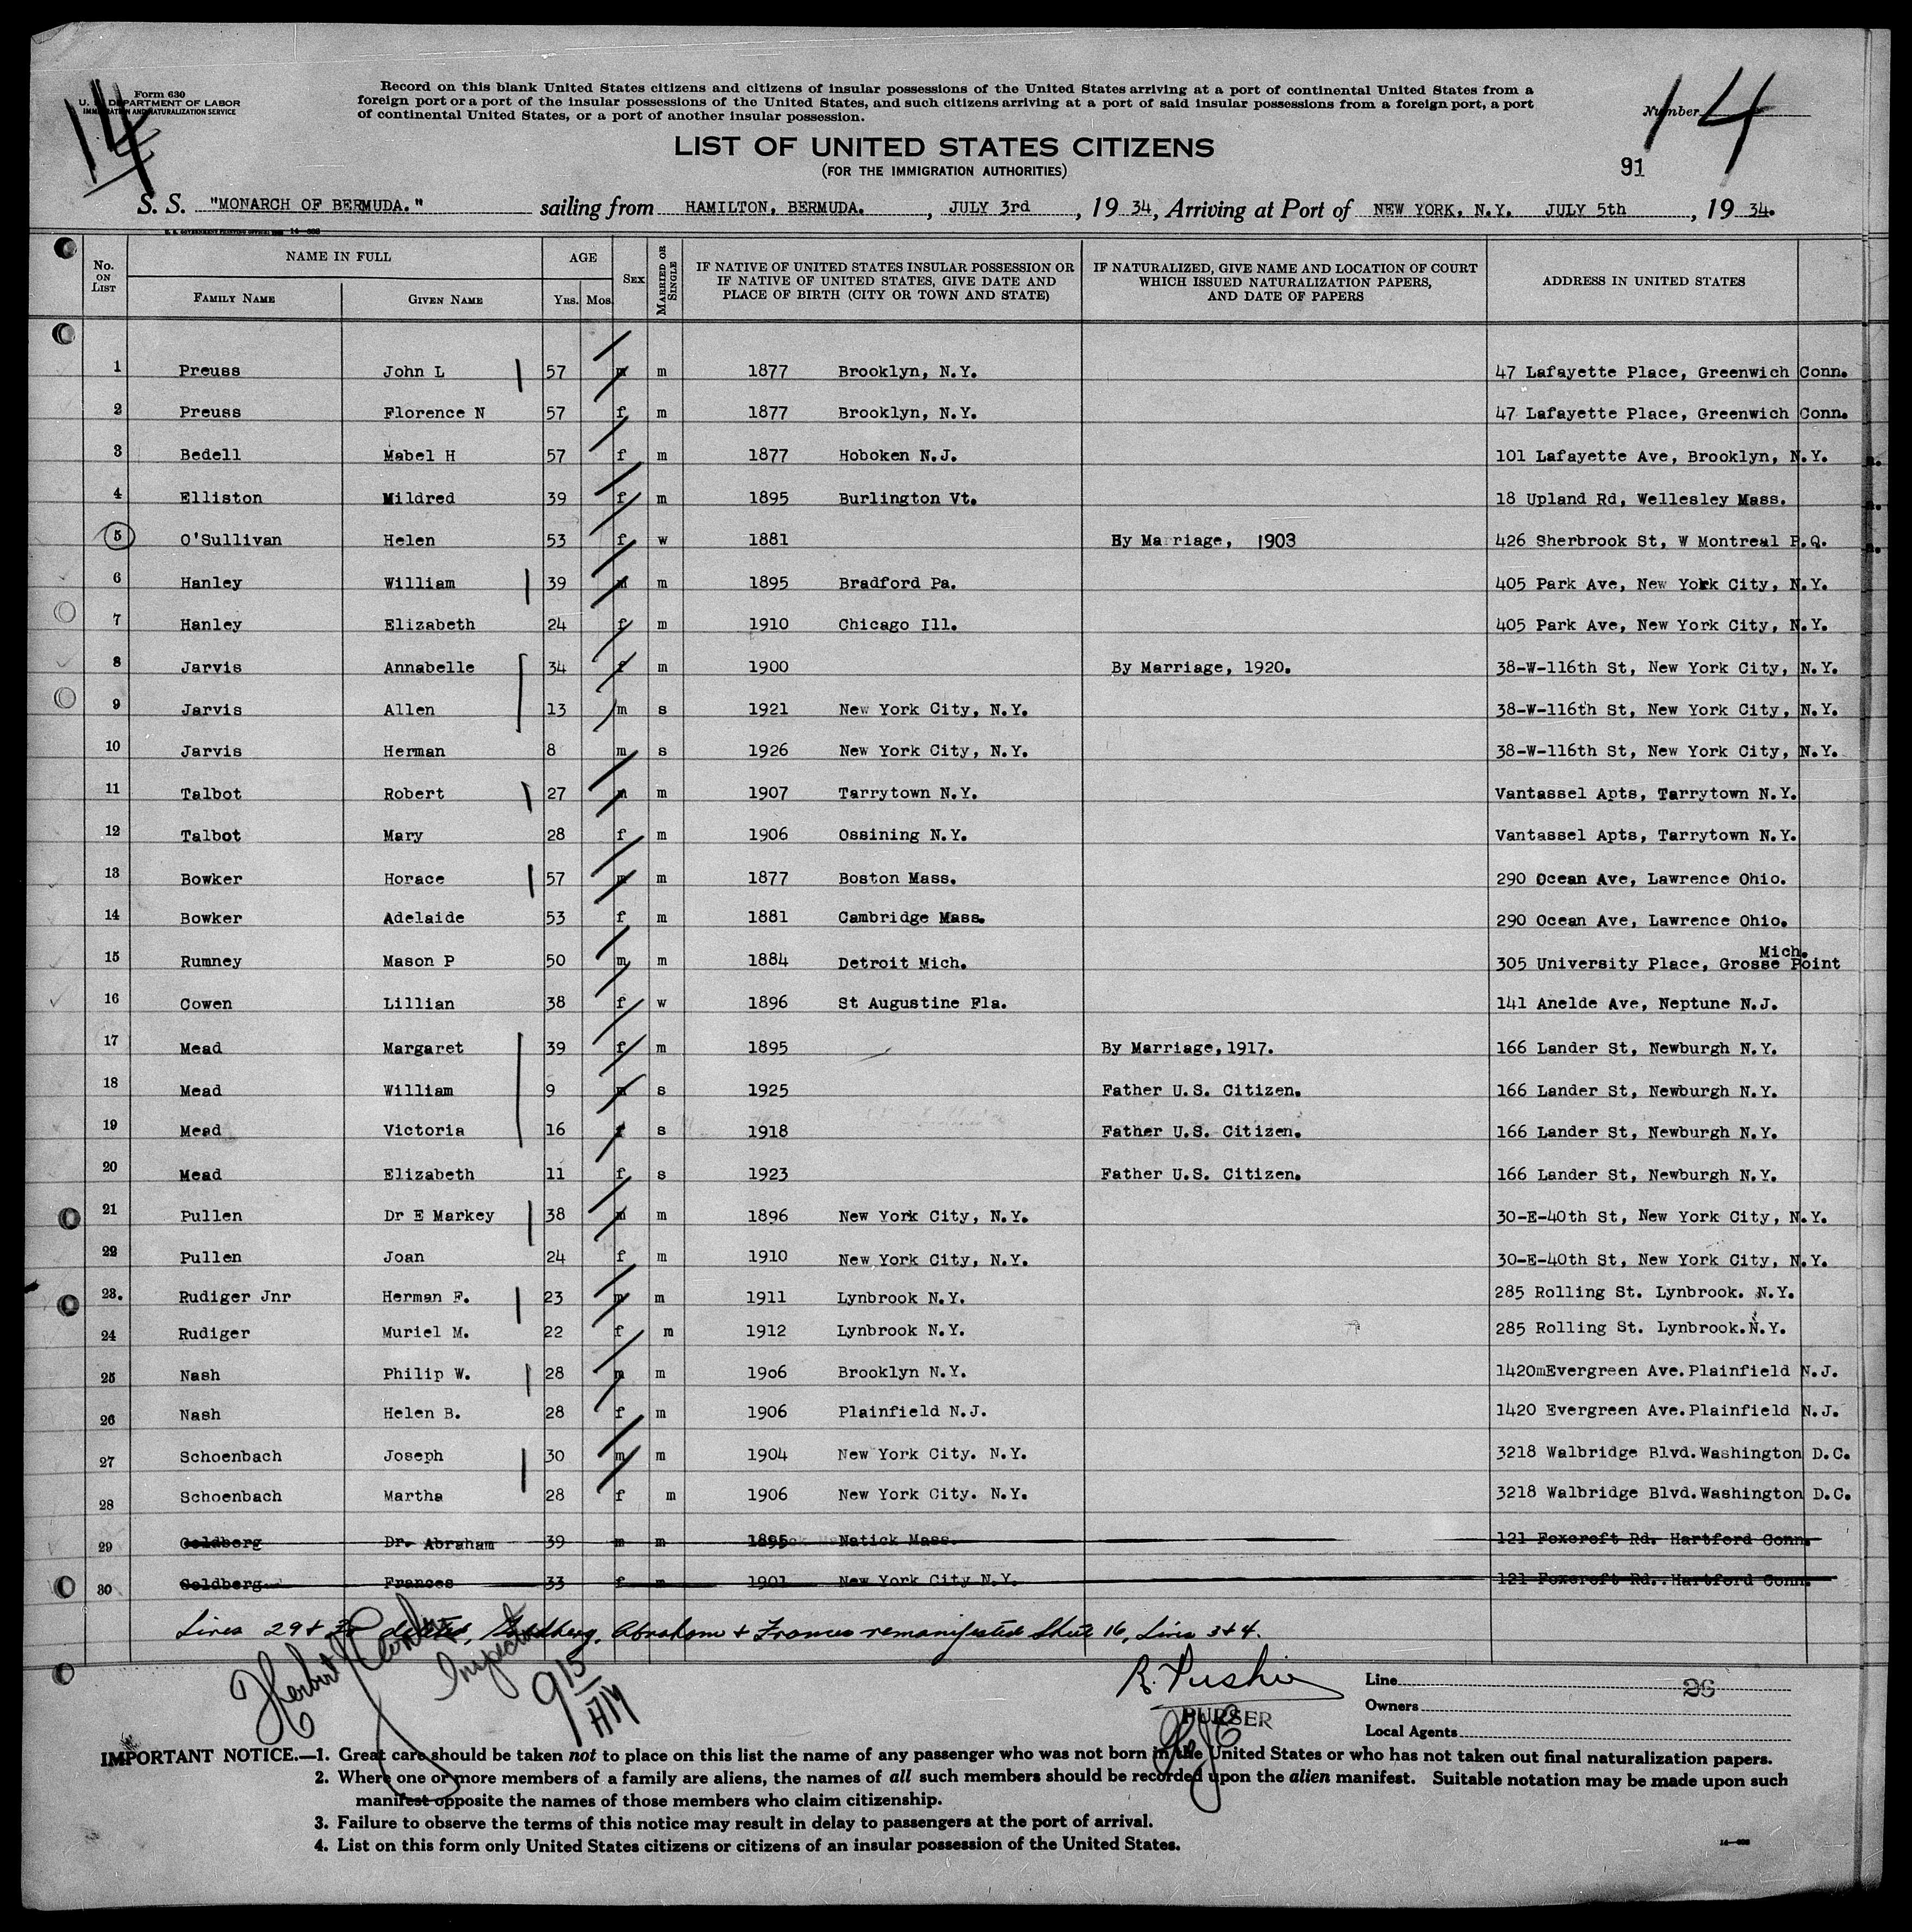 14
Form 630
U. S. DEPARTMENT OF LABOR
IMMIGRATION AND NATURALIZATION SERVICE
Record on this blank United States citizens and citizens of insular possessions of the United States arriving at a port of continental United States from a
foreign port or a port of the insular possessions of the United States, and such citizens arriving at a port of said insular possessions from a foreign port, a port
of continental United States, or a port of another insular possession.
Number 14
LIST OF UNITED STATES CITIZENS
(FOR THE IMMIGRATION AUTHORITIES)
91
S. S. "MONARCH OF BERMUDA." sailing from HAMILTON, BERMUDA. , JULY 3rd , 19 34, Arriving at Port of NEW YORK, N.Y. JULY 5th , 19 34.
No. ON LIST NAME IN FULL FAMILY NAME GIVEN NAME AGE YRS. MOS. SEX MARRIED OR SINGLE IF NATIVE OF UNITED STATES INSULAR POSSESSION OR IF NATIVE OF UNITED STATES, GIVE DATE AND PLACE OF BIRTH (CITY OR TOWN AND STATE) IF NATURALIZED, GIVE NAME AND LOCATION OF COURT WHICH ISSUED NATURALIZATION PAPERS, AND DATE OF PAPERS ADDRESS IN UNITED STATES
1 Preuss John L 57 m m 1877 Brooklyn, N.Y. 47 Lafayette Place, Greenwich Conn.
2 Preuss Florence N 57 f m 1877 Brooklyn, N.Y. 47 Lafayette Place, Greenwich Conn.
3 Bedell Mabel H 57 f m 1877 Hoboken N.J. 101 Lafayette Ave, Brooklyn, N.Y.
4 Elliston Mildred 39 f m 1895 Burlington Vt. 18 Upland Rd, Wellesley Mass.
5 O'Sullivan Helen 53 f w 1881 By Marriage, 1903 426 Sherbrook St, W Montreal P.Q.
6 Hanley William 39 m m 1895 Bradford Pa. 405 Park Ave, New York City, N.Y.
7 Hanley Elizabeth 24 f m 1910 Chicago Ill. 405 Park Ave, New York City, N.Y.
8 Jarvis Annabelle 34 f m 1900 By Marriage, 1920. 38-W-116th St, New York City, N.Y.
9 Jarvis Allen 13 m s 1921 New York City, N.Y. 38-W-116th St, New York City, N.Y.
10 Jarvis Herman 8 m s 1926 New York City, N.Y. 38-W-116th St, New York City, N.Y.
11 Talbot Robert 27 m m 1907 Tarrytown N.Y. Vantassel Apts, Tarrytown N.Y.
12 Talbot Mary 28 f m 1906 Ossining N.Y. Vantassel Apts, Tarrytown N.Y.
13 Bowker Horace 57 m m 1877 Boston Mass. 290 Ocean Ave, Lawrence Ohio.
14 Bowker Adelaide 53 f m 1881 Cambridge Mass. 290 Ocean Ave, Lawrence Ohio.
15 Rumney Mason P 50 m m 1884 Detroit Mich. 305 University Place, Grosse Point Mich.
16 Cowen Lillian 38 f w 1896 St Augustine Fla. 141 Anelde Ave, Neptune N.J.
17 Mead Margaret 39 f m 1895 By Marriage, 1917. 166 Lander St, Newburgh N.Y.
18 Mead William 9 m s 1925 Father U.S. Citizen. 166 Lander St, Newburgh N.Y.
19 Mead Victoria 16 f s 1918 Father U.S. Citizen. 166 Lander St, Newburgh N.Y.
20 Mead Elizabeth 11 f s 1923 Father U.S. Citizen. 166 Lander St, Newburgh N.Y.
21 Pullen Dr E Markey 38 m m 1896 New York City, N.Y. 30-E-40th St, New York City, N.Y.
22 Pullen Joan 24 f m 1910 New York City, N.Y. 30-E-40th St, New York City, N.Y.
23. Rudiger Jnr Herman F. 23 m m 1911 Lynbrook N.Y. 285 Rolling St. Lynbrook. N.Y.
24 Rudiger Muriel M. 22 f m 1912 Lynbrook N.Y. 285 Rolling St. Lynbrook. N.Y.
25 Nash Philip W. 28 m m 1906 Brooklyn N.Y. 1420mEvergreen Ave. Plainfield N.J.
26 Nash Helen B. 28 f m 1906 Plainfield N.J. 1420 Evergreen Ave. Plainfield N.J.
27 Schoenbach Joseph 30 m m 1904 New York City. N.Y. 3218 Walbridge Blvd. Washington D.C.
28 Schoenbach Martha 28 f m 1906 New York City. N.Y. 3218 Walbridge Blvd. Washington D.C.
29 Goldberg Dr. Abraham 39 m m 1895 Natick Mass. 121 Foxcroft Rd. Hartford Conn.
30 Goldberg Frances 33 f m 1901 New York City N.Y. 121 Foxcroft Rd. Hartford Conn.
Lines 29 + 30 deleted, Goldberg, Abraham + Frances remanifested Sheet 16, Lines 3 + 4.
Herbert Inspector
R.
PURSER
Line 26
Owners
Local Agents
IMPORTANT NOTICE.—1. Great care should be taken not to place on this list the name of any passenger who was not born in the United States or who has not taken out final naturalization papers.
2. Where one or more members of a family are aliens, the names of all such members should be recorded upon the alien manifest. Suitable notation may be made upon such
manifest opposite the names of those members who claim citizenship.
3. Failure to observe the terms of this notice may result in delay to passengers at the port of arrival.
4. List on this form only United States citizens or citizens of an insular possession of the United States.